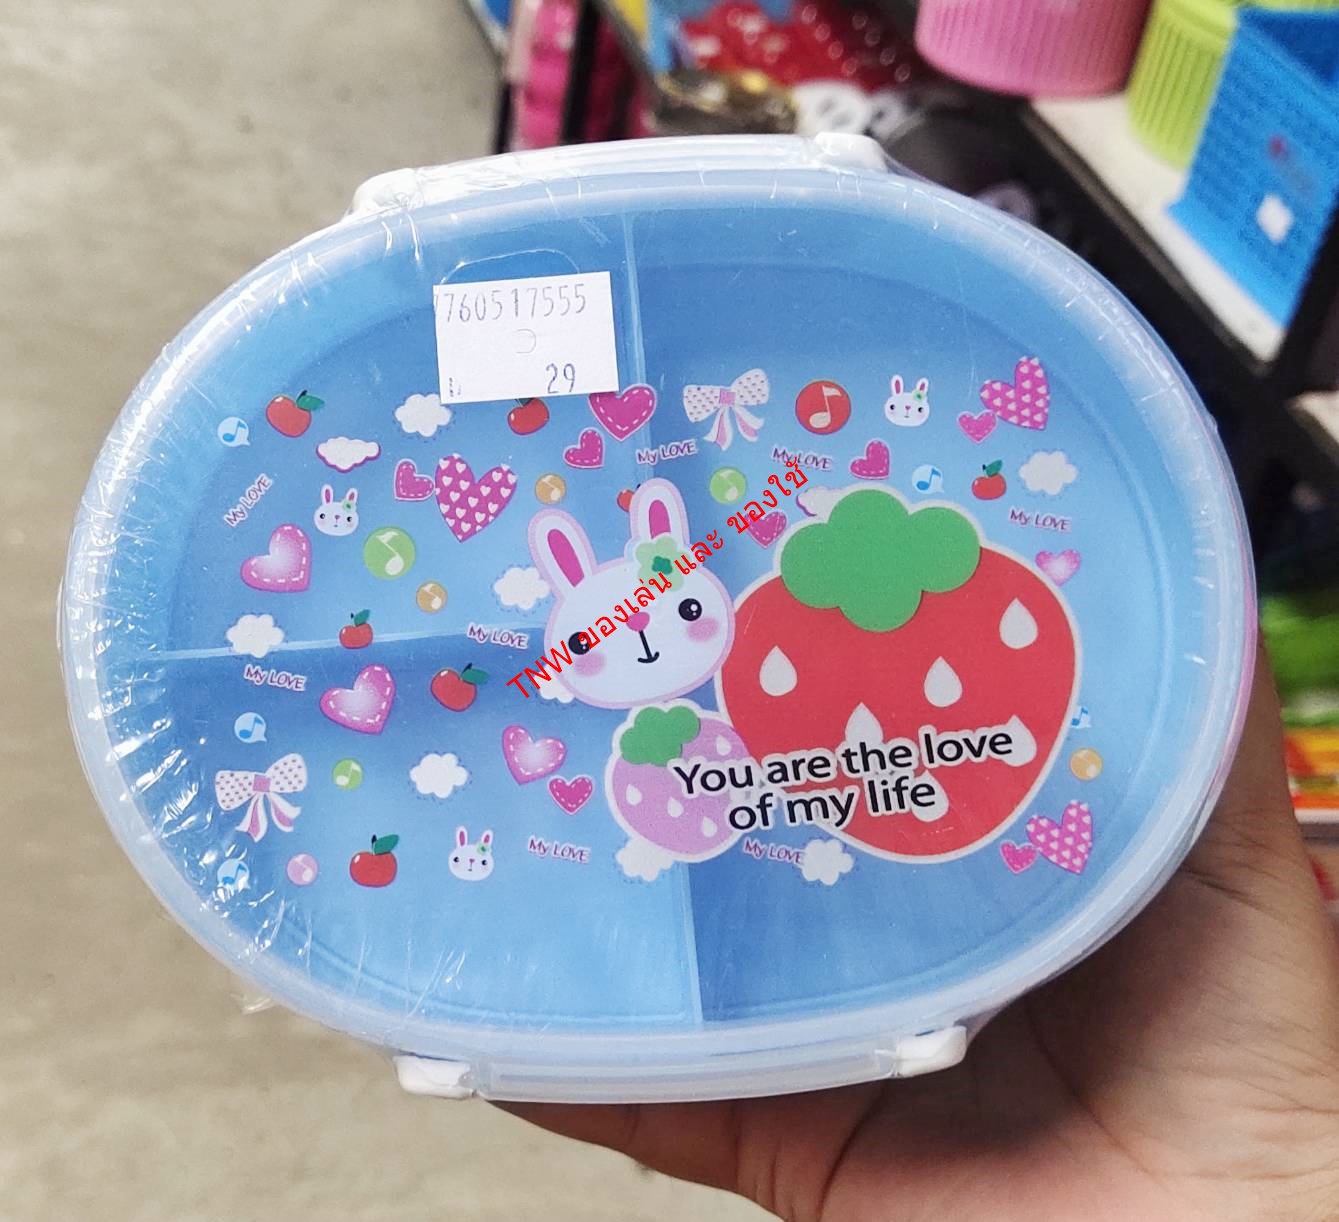 7760517555
29
My LOVE
My LOVE
My LOVE
My LOVE
My LOVE
My LOVE
TNW ของเล่น และ ของใช้
You are the love
of my life
My LOVE
My LOVE